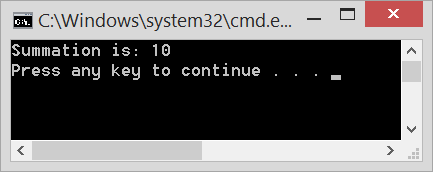 C:\Windows\system32\cmd.e...
Summation is: 10
Press any key to continue . . .